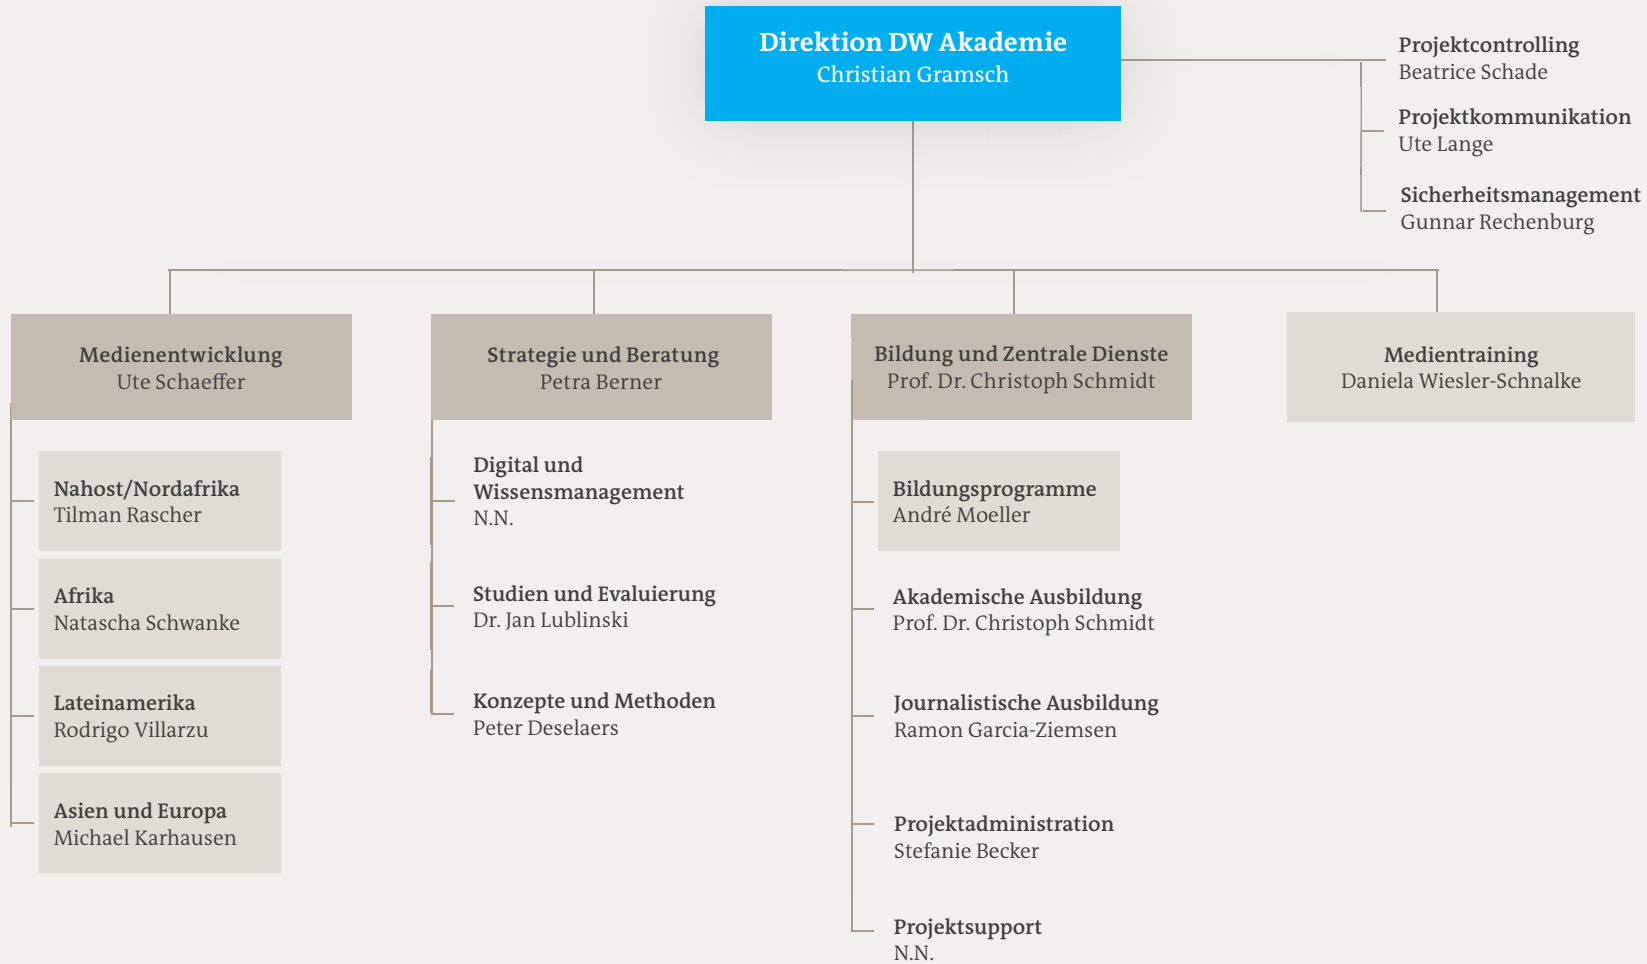 Direktion DW Akademie
Christian Gramsch
Projektcontrolling
Beatrice Schade
Projektkommunikation
Ute Lange
Sicherheitsmanagement
Gunnar Rechenburg
Medienentwicklung
Ute Schaeffer
Nahost/Nordafrika
Tilman Rascher
Afrika
Natascha Schwanke
Lateinamerika
Rodrigo Villarzu
Asien und Europa
Michael Karhausen
Strategie und Beratung
Petra Berner
Digital und
Wissensmanagement
N.N.
Studien und Evaluierung
Dr. Jan Lublinski
Konzepte und Methoden
Peter Deselaers
Bildung und Zentrale Dienste
Prof. Dr. Christoph Schmidt
Bildungsprogramme
André Moeller
Akademische Ausbildung
Prof. Dr. Christoph Schmidt
Journalistische Ausbildung
Ramon Garcia-Ziemsen
Projektadministration
Stefanie Becker
Projektsupport
N.N.
Medientraining
Daniela Wiesler-Schnalke